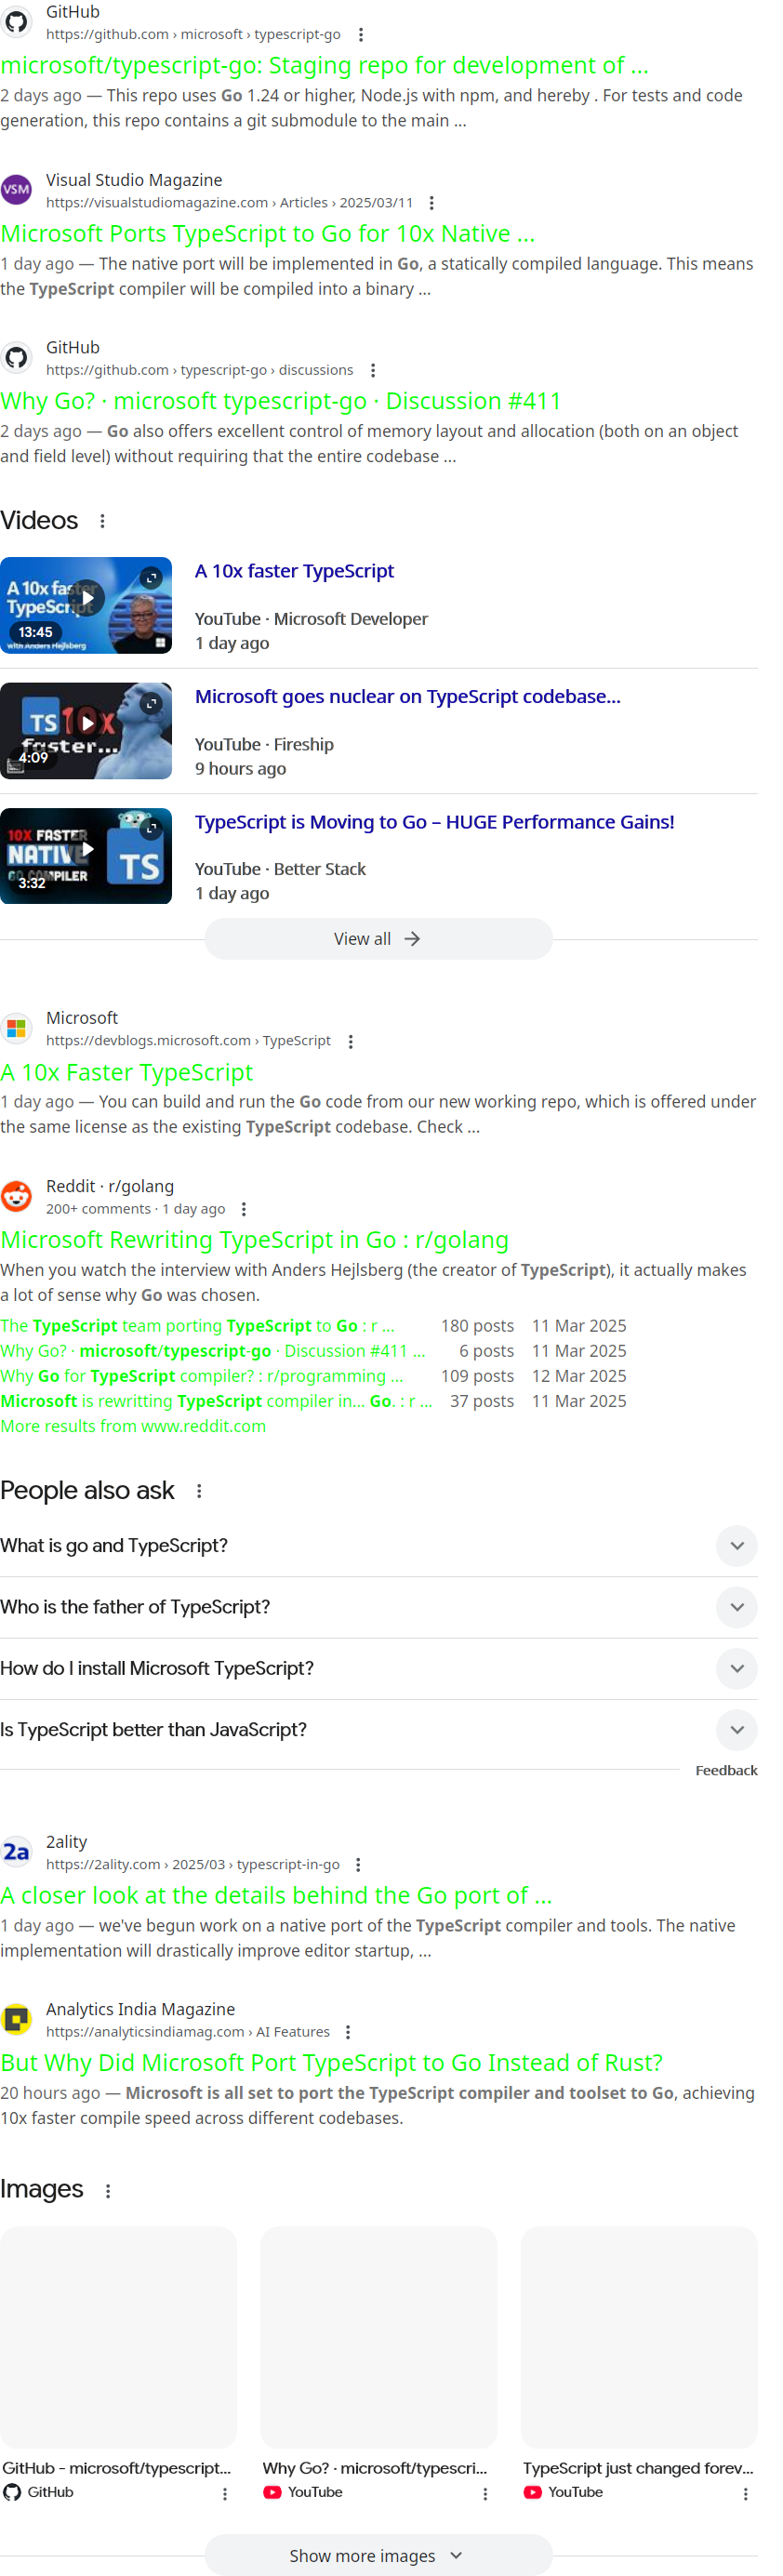 GitHub
https://github.com › microsoft › typescript-go
microsoft/typescript-go: Staging repo for development of ...
2 days ago — This repo uses Go 1.24 or higher, Node.js with npm, and hereby . For tests and code
generation, this repo contains a git submodule to the main ...
VSM
Visual Studio Magazine
https://visualstudiomagazine.com › Articles › 2025/03/11
Microsoft Ports TypeScript to Go for 10x Native ...
1 day ago — The native port will be implemented in Go, a statically compiled language. This means
the TypeScript compiler will be compiled into a binary ...
GitHub
https://github.com › typescript-go › discussions
Why Go? · microsoft typescript-go · Discussion #411
2 days ago — Go also offers excellent control of memory layout and allocation (both on an object
and field level) without requiring that the entire codebase ...
Videos
A 10x faster
TypeScript
13:45
with Anders Hejlsberg
A 10x faster TypeScript
YouTube · Microsoft Developer
1 day ago
TS 10x
faster...
4:09
Microsoft goes nuclear on TypeScript codebase...
YouTube · Fireship
9 hours ago
10X FASTER
NATIVE
GO COMPILER
TS
3:32
TypeScript is Moving to Go – HUGE Performance Gains!
YouTube · Better Stack
1 day ago
View all
Microsoft
https://devblogs.microsoft.com › TypeScript
A 10x Faster TypeScript
1 day ago — You can build and run the Go code from our new working repo, which is offered under
the same license as the existing TypeScript codebase. Check ...
Reddit · r/golang
200+ comments · 1 day ago
Microsoft Rewriting TypeScript in Go : r/golang
When you watch the interview with Anders Hejlsberg (the creator of TypeScript), it actually makes
a lot of sense why Go was chosen.
The TypeScript team porting TypeScript to Go : r ... 180 posts 11 Mar 2025
Why Go? · microsoft/typescript-go · Discussion #411 ... 6 posts 11 Mar 2025
Why Go for TypeScript compiler? : r/programming ... 109 posts 12 Mar 2025
Microsoft is rewritting TypeScript compiler in... Go. : r ... 37 posts 11 Mar 2025
More results from www.reddit.com
People also ask
What is go and TypeScript?
Who is the father of TypeScript?
How do I install Microsoft TypeScript?
Is TypeScript better than JavaScript?
Feedback
2a
2ality
https://2ality.com › 2025/03 › typescript-in-go
A closer look at the details behind the Go port of ...
1 day ago — we've begun work on a native port of the TypeScript compiler and tools. The native
implementation will drastically improve editor startup, ...
Analytics India Magazine
https://analyticsindiamag.com › AI Features
But Why Did Microsoft Port TypeScript to Go Instead of Rust?
20 hours ago — Microsoft is all set to port the TypeScript compiler and toolset to Go, achieving
10x faster compile speed across different codebases.
Images
GitHub - microsoft/typescript...
GitHub
Why Go? · microsoft/typescri...
YouTube
TypeScript just changed forev...
YouTube
Show more images